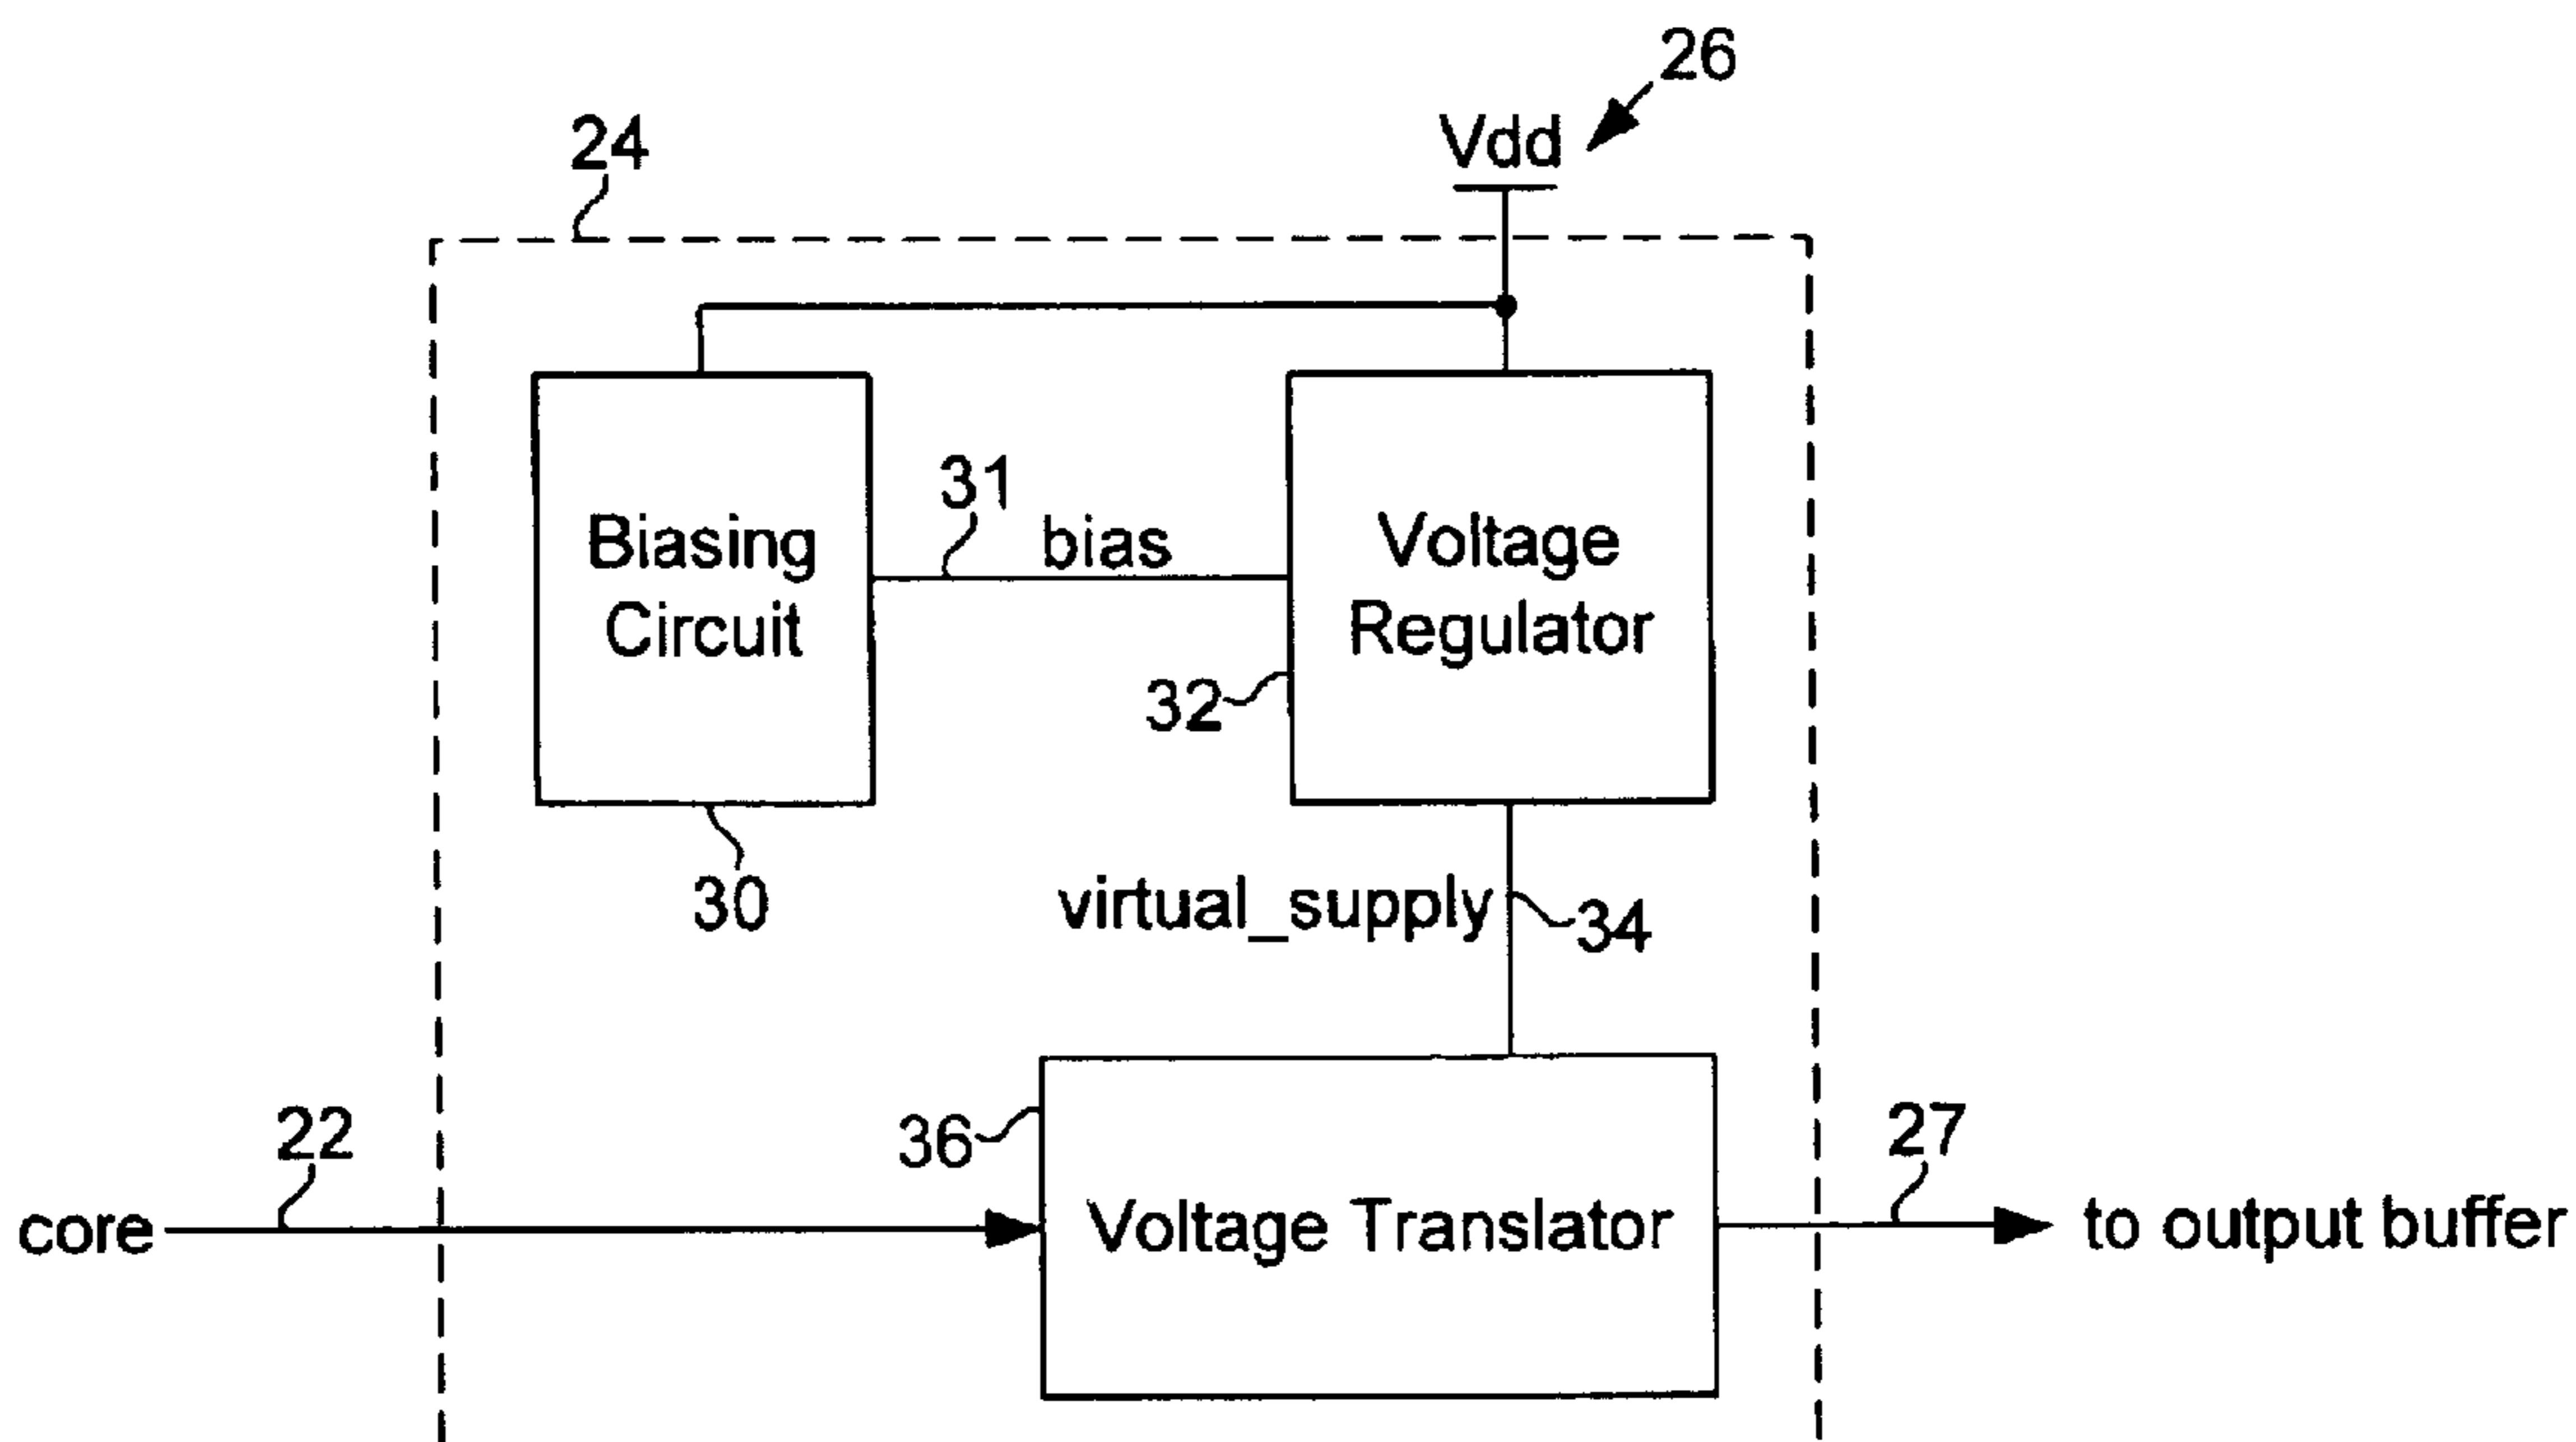 26
24
Vdd
31
bias
Biasing
Circuit
Voltage
Regulator
32
30
virtual_supply
34
22
36
27
core
Voltage Translator
to output buffer